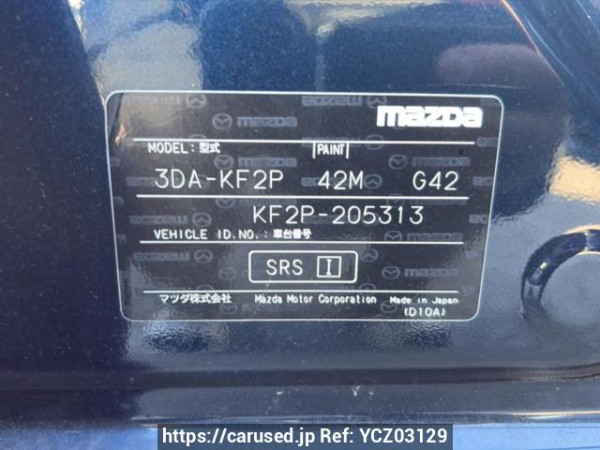 mazda
MODEL: 型式 PAINT
3DA-KF2P 42M G42
KF2P-205313
VEHICLE ID.NO.: 車台番号
SRS I
マツダ株式会社 Mazda Motor Corporation Made in Japan
(D10A)
https://carused.jp Ref: YCZ03129